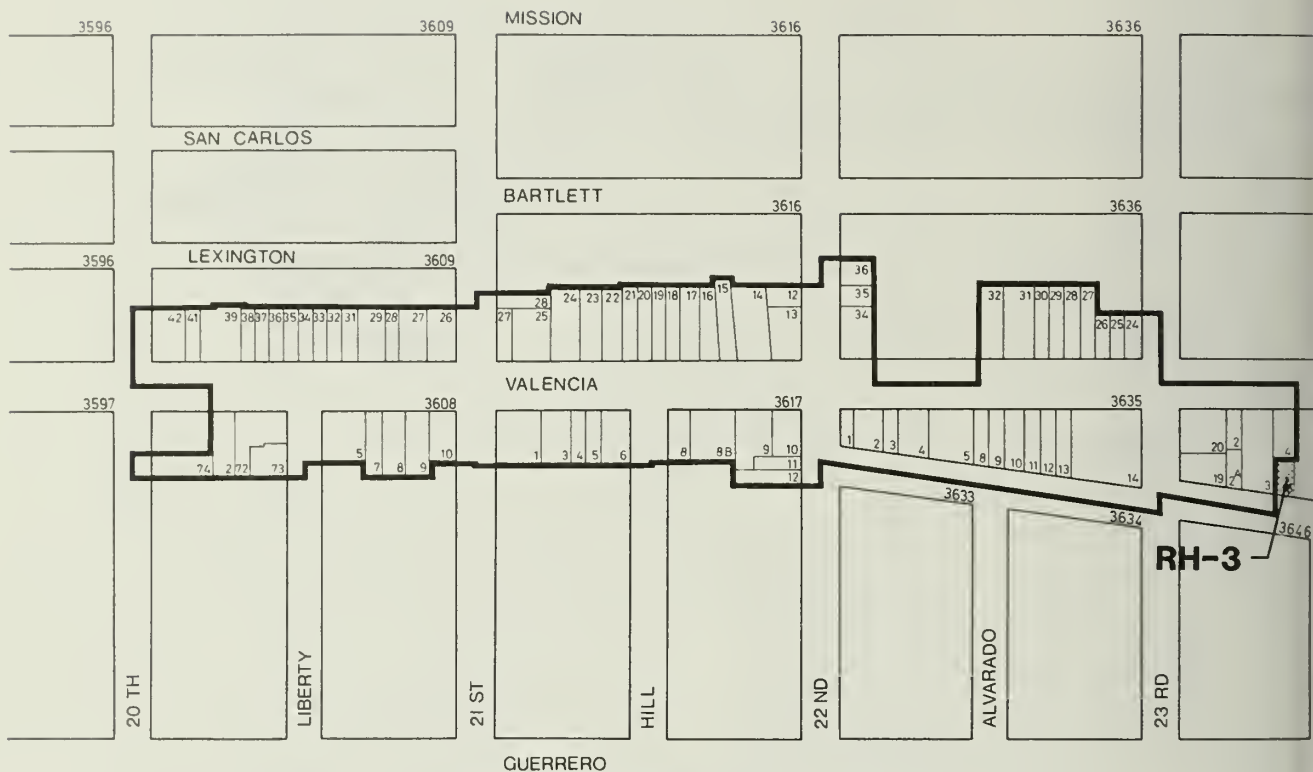 MISSION
3596 3609 3616 3636
SAN CARLOS
BARTLETT
3616 3636
LEXINGTON
3596 3609
36
35
34
42 41 39 38 37 36 35 34 33 32 31 29 28 27 26
28
27 25
24 23 22 21 20 19 18 17 16 15 14 12
13
32 31 30 29 28 27
26 25 24
VALENCIA
3597 3608 3617 3635
74 2 72 73
5 7 8 9 10
1 3 4 5 6
8 8B 9 10
11
12
1 2 3 4 5 8 9 10 11 12 13 14
20 2 4
19 2A 3
3633
3634
3646
RH-3
20 TH
LIBERTY
21 ST
HILL
22 ND
ALVARADO
23 RD
GUERRERO